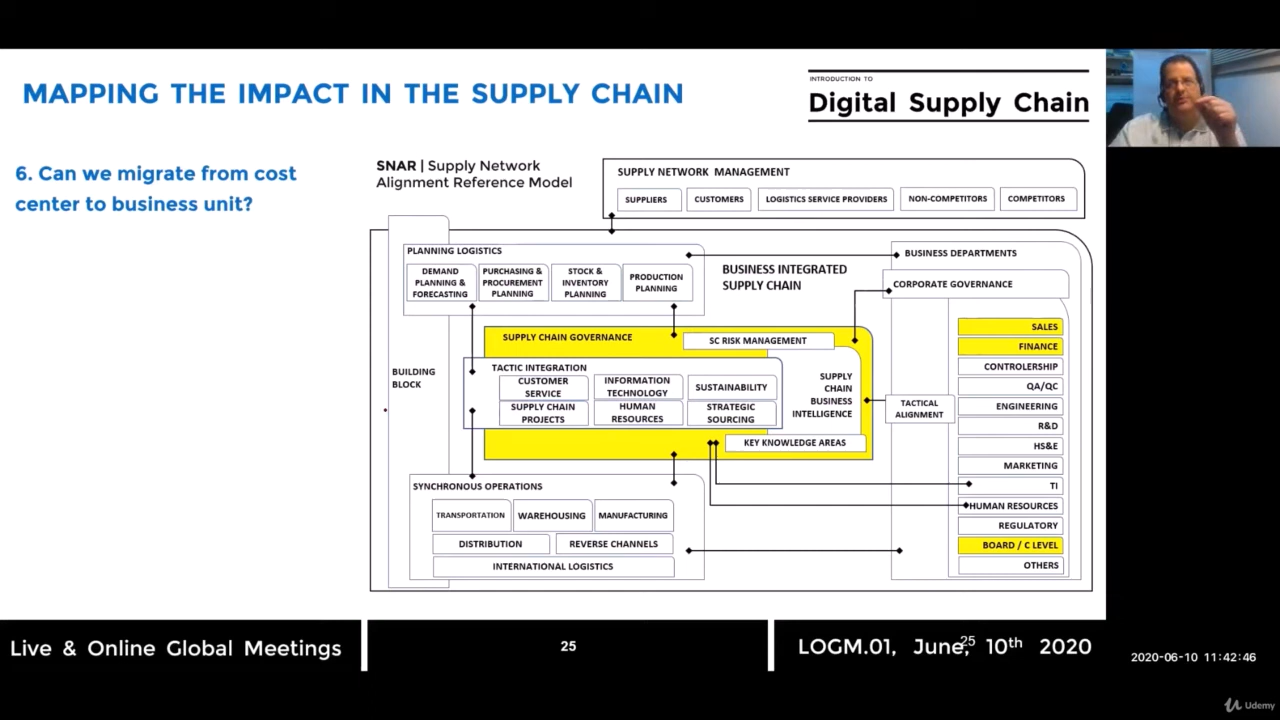 MAPPING THE IMPACT IN THE SUPPLY CHAIN
INTRODUCTION TO
Digital Supply Chain
6. Can we migrate from cost
center to business unit?
SNAR | Supply Network
Alignment Reference Model
SUPPLY NETWORK MANAGEMENT
SUPPLIERS
CUSTOMERS
LOGISTICS SERVICE PROVIDERS
NON-COMPETITORS
COMPETITORS
PLANNING LOGISTICS
DEMAND
PLANNING &
FORECASTING
PURCHASING &
PROCUREMENT
PLANNING
STOCK &
INVENTORY
PLANNING
PRODUCTION
PLANNING
BUSINESS INTEGRATED
SUPPLY CHAIN
BUSINESS DEPARTMENTS
CORPORATE GOVERNANCE
SUPPLY CHAIN GOVERNANCE
SC RISK MANAGEMENT
TACTIC INTEGRATION
CUSTOMER
SERVICE
INFORMATION
TECHNOLOGY
SUSTAINABILITY
SUPPLY CHAIN
PROJECTS
HUMAN
RESOURCES
STRATEGIC
SOURCING
SUPPLY
CHAIN
BUSINESS
INTELLIGENCE
KEY KNOWLEDGE AREAS
BUILDING
BLOCK
TACTICAL
ALIGNMENT
SALES
FINANCE
CONTROLERSHIP
QA/QC
ENGINEERING
R&D
HS&E
MARKETING
TI
HUMAN RESOURCES
REGULATORY
BOARD / C LEVEL
OTHERS
SYNCHRONOUS OPERATIONS
TRANSPORTATION
WAREHOUSING
MANUFACTURING
DISTRIBUTION
REVERSE CHANNELS
INTERNATIONAL LOGISTICS
Live & Online Global Meetings
25
LOGM.01, June, 10th 2020
25
2020-06-10 11:42:46
Udemy